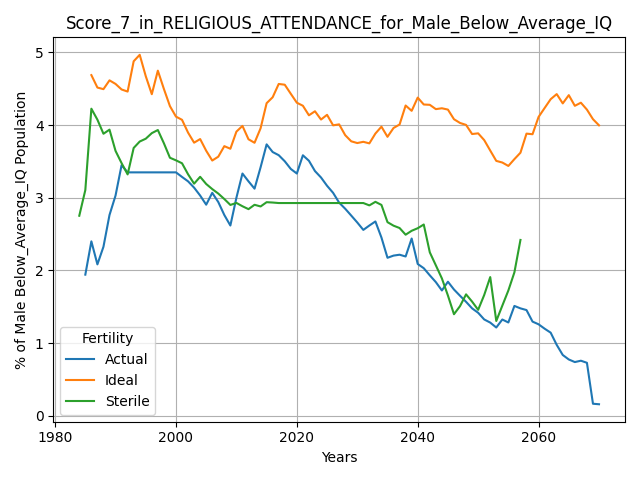 Score_7_in_RELIGIOUS_ATTENDANCE_for_Male_Below_Average_IQ
% of Male Below_Average_IQ Population
5
4
3
2
1
0
Fertility
Actual
Ideal
Sterile
1980 2000 2020 2040 2060
Years